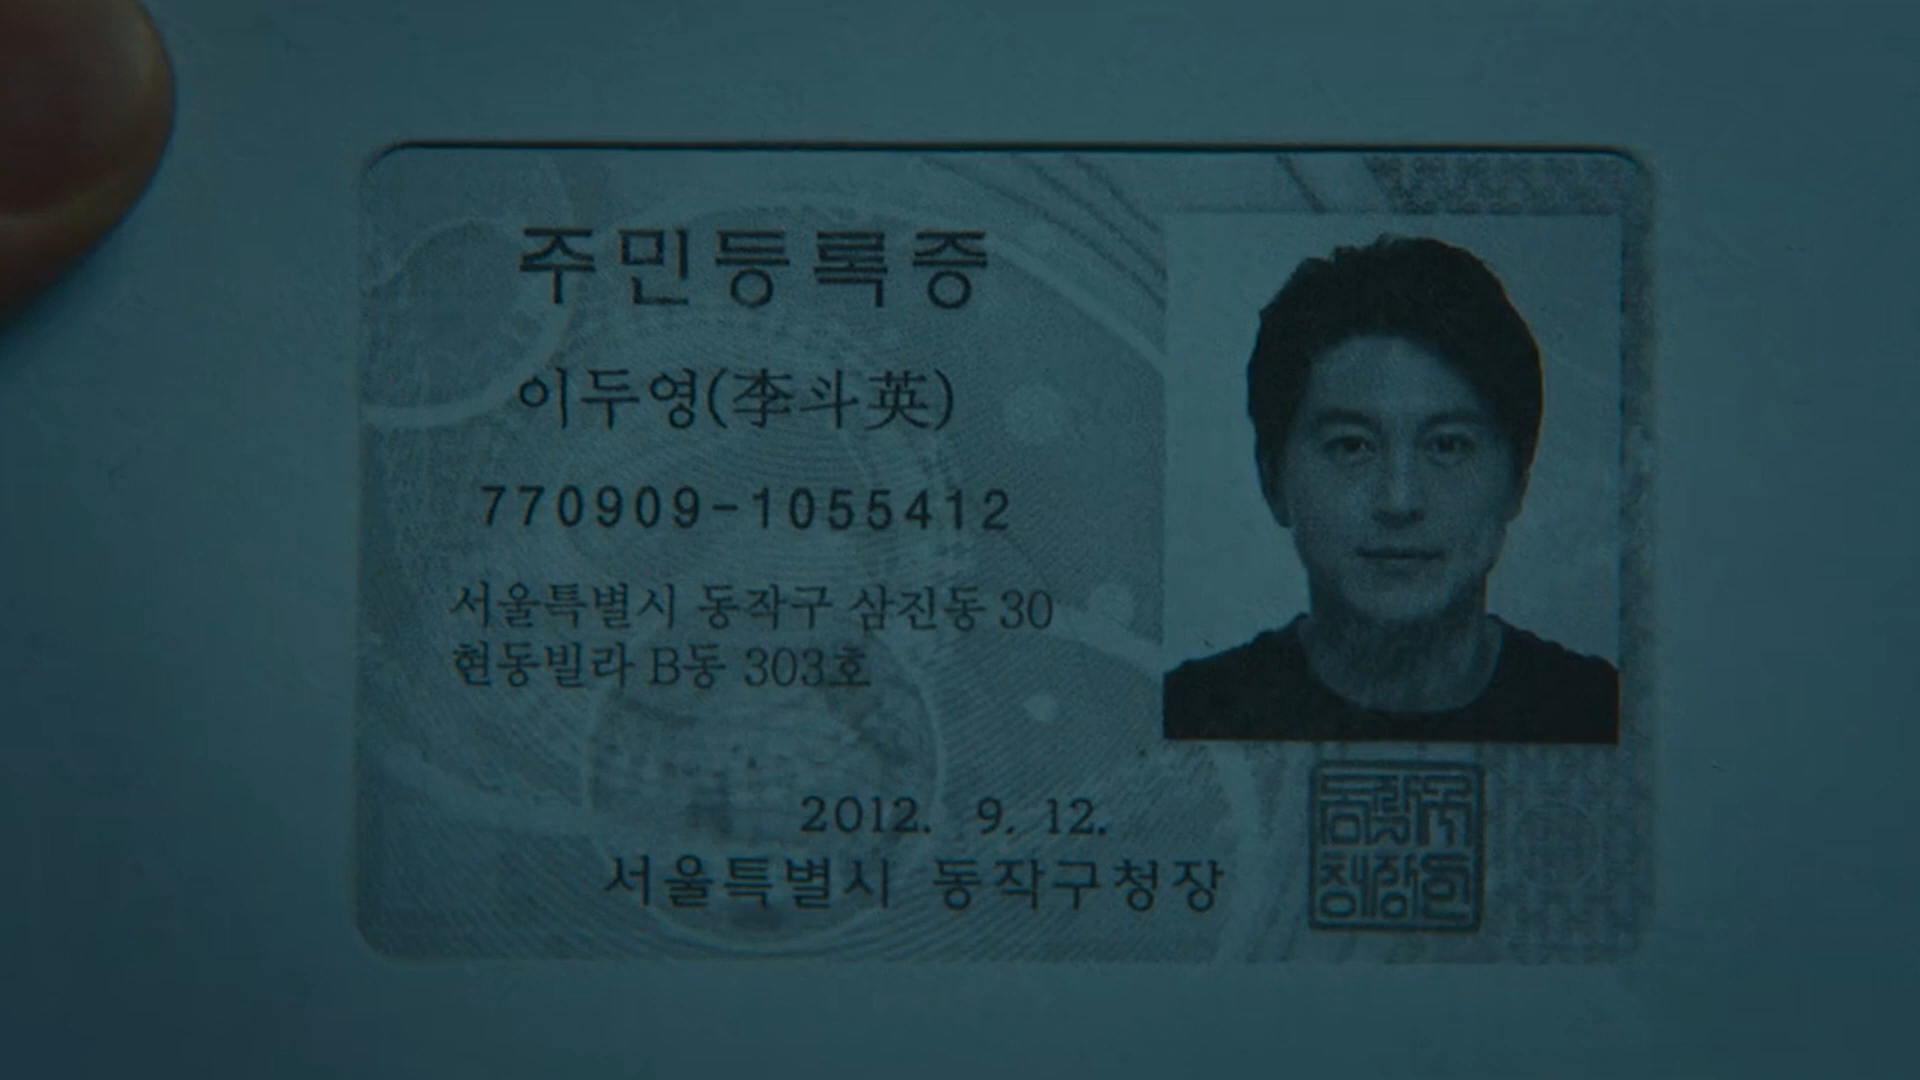 주민등록증
이두영(李斗英)
770909-1055412
서울특별시 동작구 삼진동 30
현동빌라 B동 303호
2012. 9. 12.
서울특별시 동작구청장